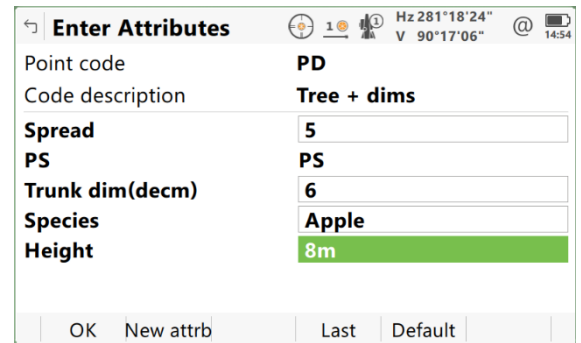 Enter Attributes 1 1 Hz 281°18'24" @
V 90°17'06" 14:54
Point code PD
Code description Tree + dims
Spread 5
PS PS
Trunk dim(decm) 6
Species Apple
Height 8m
OK New attrb Last Default